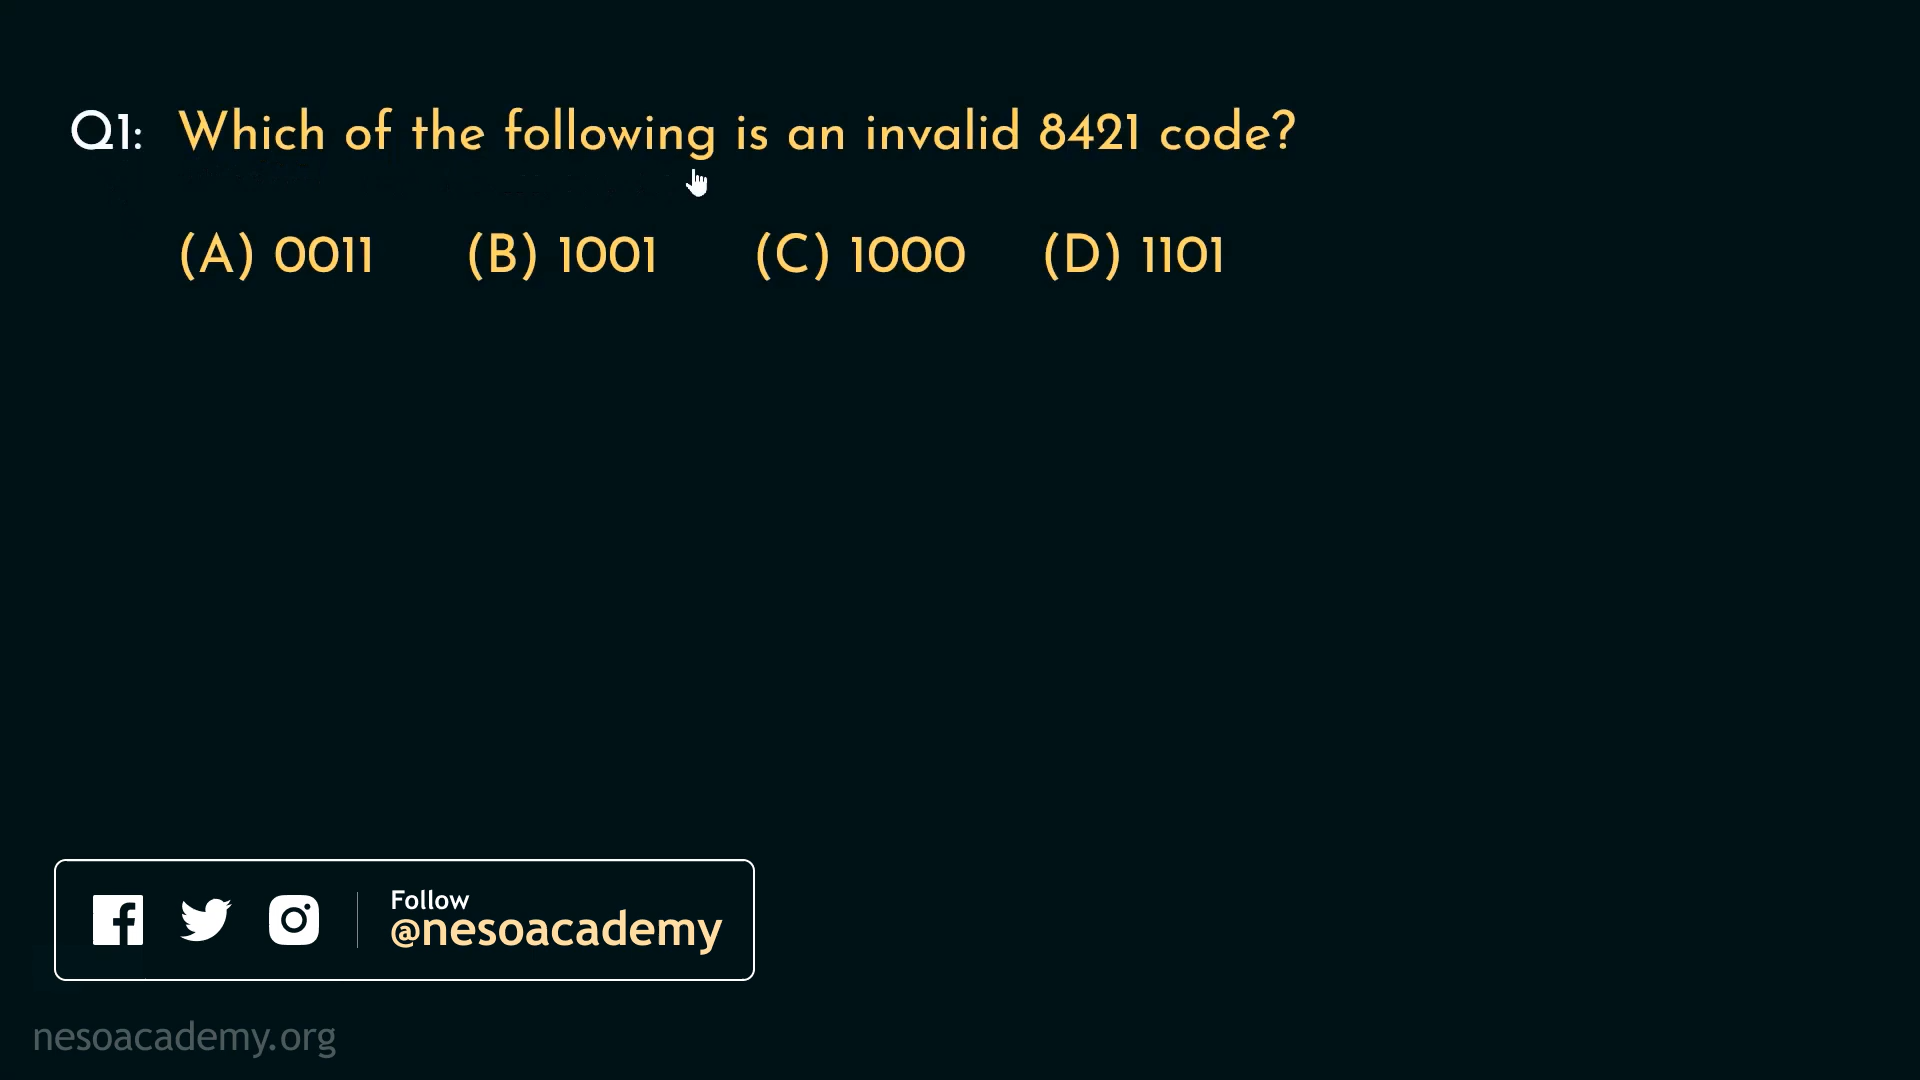 Q1: Which of the following is an invalid 8421 code?
(A) 0011 (B) 1001 (C) 1000 (D) 1101
Follow
@nesoacademy
nesoacademy.org